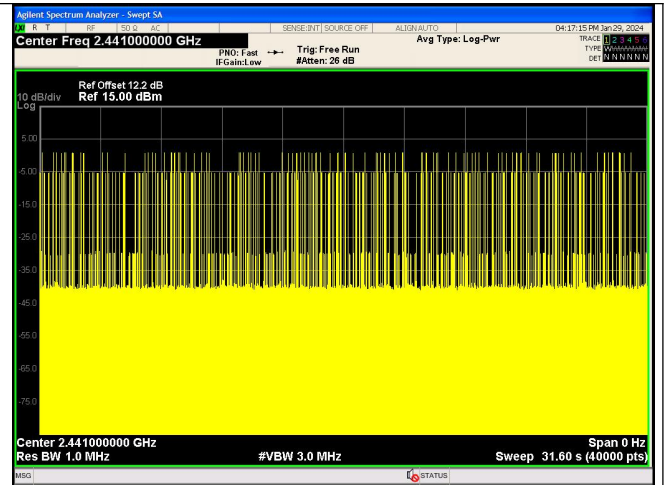 Agilent Spectrum Analyzer - Swept SA
LXI R T RF 50 Ω AC SENSE:INT SOURCE OFF ALIGN AUTO 04:17:15 PM Jan 29, 2024
Center Freq 2.441000000 GHz Avg Type: Log-Pwr TRACE 1 2 3 4 5 6
PNO: Fast Trig: Free Run TYPE WWWWWW
IFGain:Low #Atten: 26 dB DET N N N N N N
Ref Offset 12.2 dB
10 dB/div Ref 15.00 dBm
Log
5.00
-5.00
-15.0
-25.0
-35.0
-45.0
-55.0
-65.0
-75.0
Center 2.441000000 GHz Span 0 Hz
Res BW 1.0 MHz #VBW 3.0 MHz Sweep 31.60 s (40000 pts)
MSG STATUS